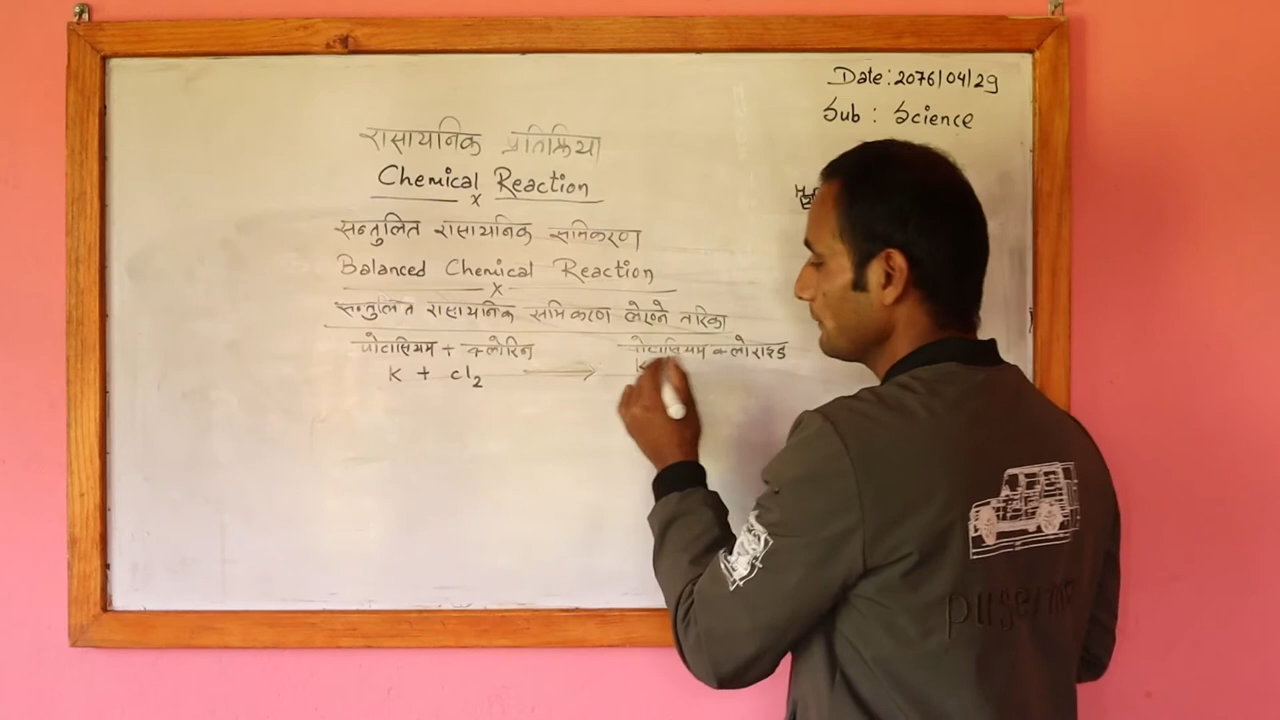 Date: 2076/04/29
Sub : Science
रासायनिक प्रतिक्रिया
Chemical Reaction
x
सन्तुलित रासायनिक समिकरण
Balanced Chemical Reaction
x
सन्तुलित रासायनिक समिकरण लेख्ने तरिका
पोटासियम + क्लोरिन पोटासियम क्लोराइड
K + cl₂ → K